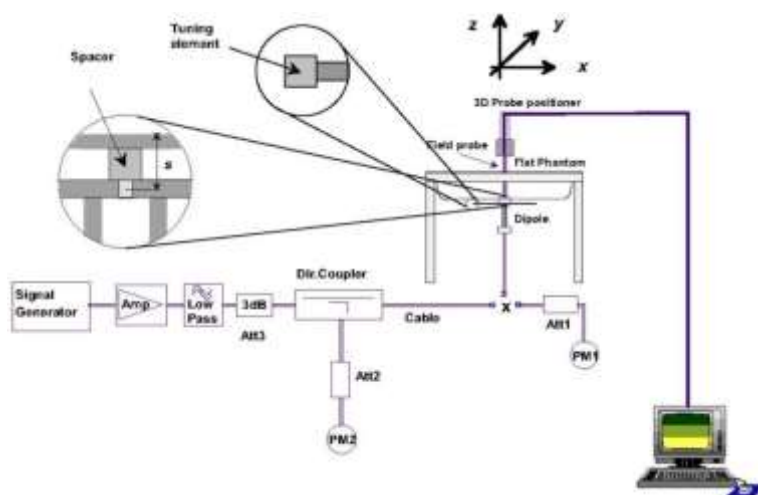 Tuning
element
Spacer
s
z
y
x
3D Probe positioner
Field probe
Flat Phantom
Dipole
Signal
Generator
Amp
Low
Pass
3dB
Att3
Dir.Coupler
Cable
x
Att1
PM1
Att2
PM2